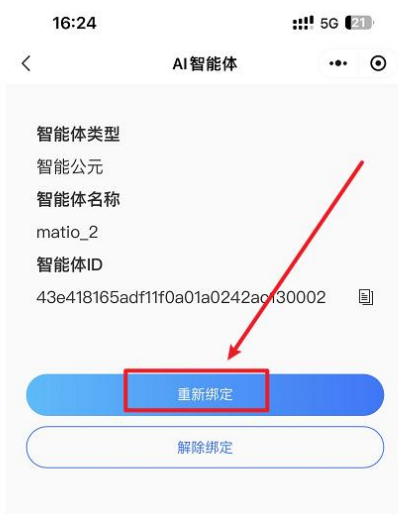 16:24
5G 21
AI智能体
智能体类型
智能公元
智能体名称
matio_2
智能体ID
43e418165adf11f0a01a0242ac130002
重新绑定
解除绑定